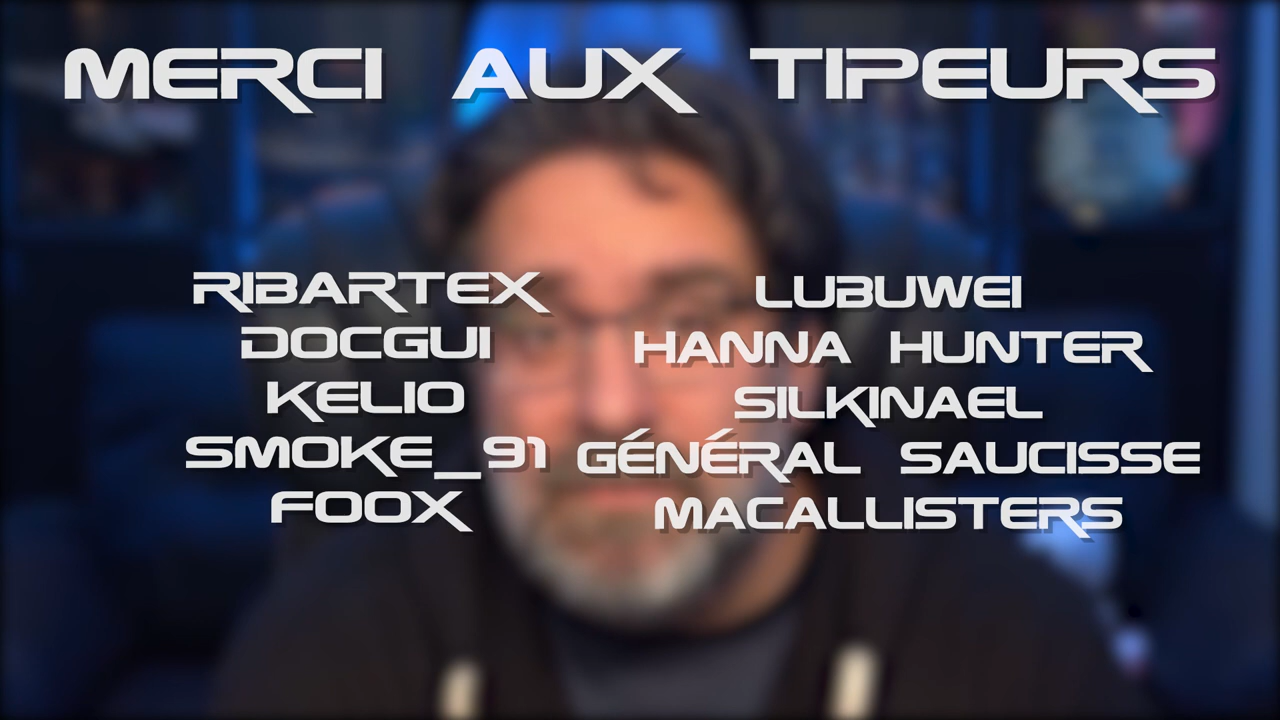 MERCI AUX TIPEURS
RIBARTEX
DOCGUI
KELIO
SMOKE_91
FOOX
LUBUWEI
HANNA HUNTER
SILKINAEL
GÉNÉRAL SAUCISSE
MACALLISTERS